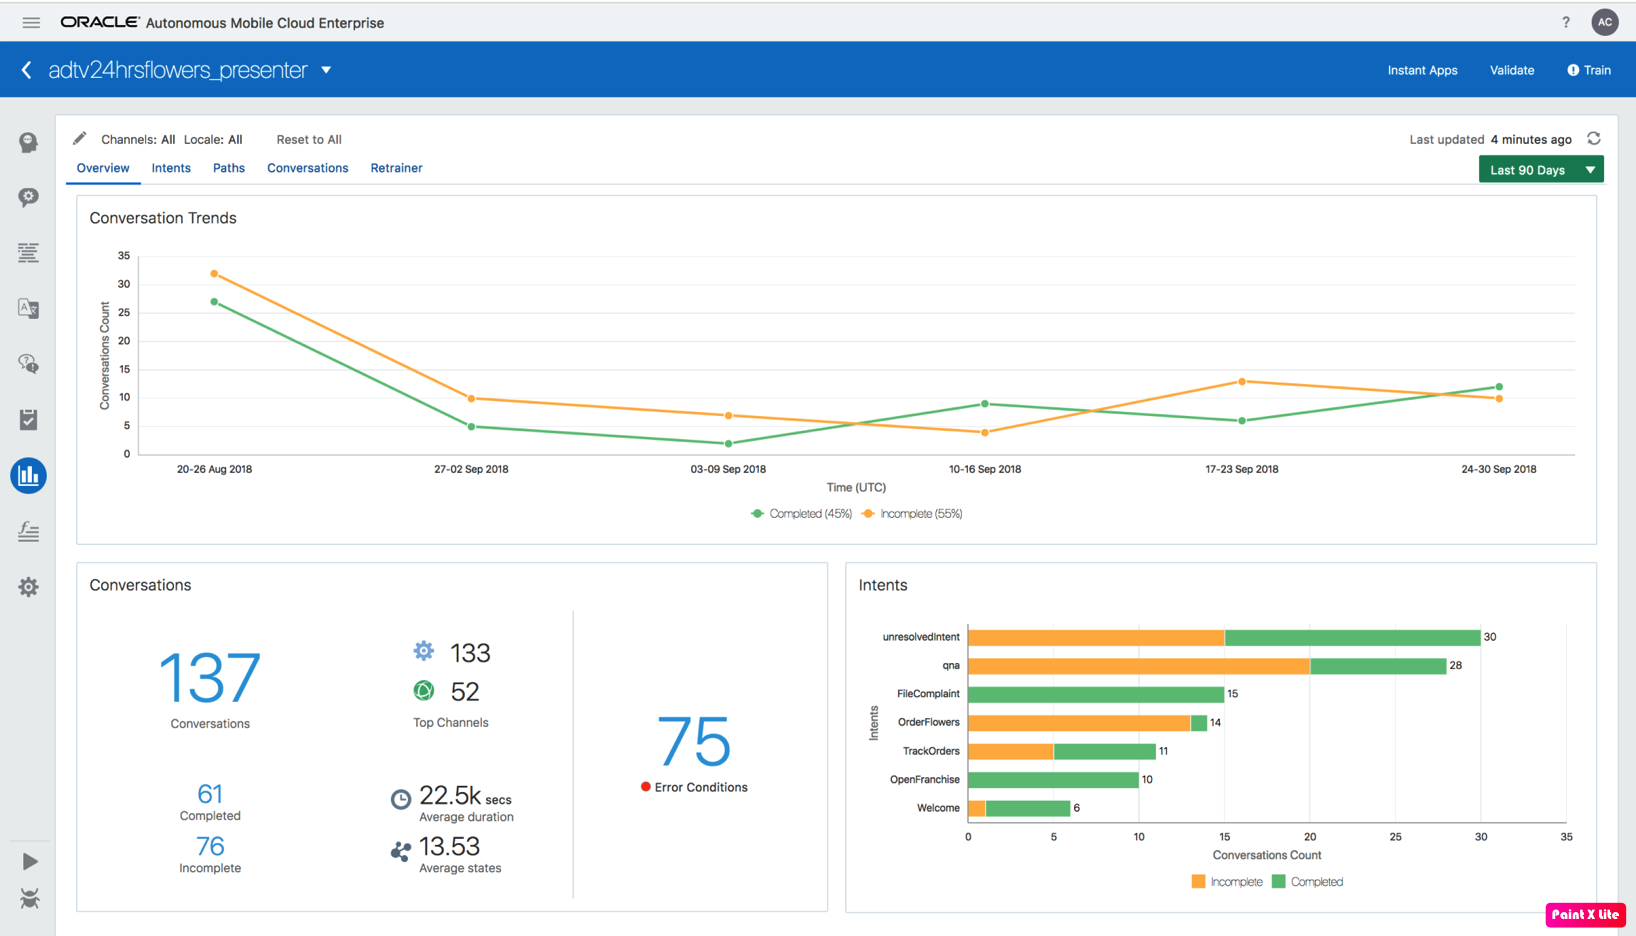 ORACLE® Autonomous Mobile Cloud Enterprise
? AC
adtv24hrsflowers_presenter
Instant Apps Validate Train
Channels: All Locale: All Reset to All
Last updated 4 minutes ago
Overview Intents Paths Conversations Retrainer
Last 90 Days
Conversation Trends
35
30
25
20
15
10
5
0
Conversations Count
20-26 Aug 2018 27-02 Sep 2018 03-09 Sep 2018 10-16 Sep 2018 17-23 Sep 2018 24-30 Sep 2018
Time (UTC)
Completed (45%) Incomplete (55%)
Conversations
137
Conversations
133
52
Top Channels
61
Completed
76
Incomplete
22.5k secs
Average duration
13.53
Average states
75
Error Conditions
Intents
Intents
unresolvedIntent 30
qna 28
FileComplaint 15
OrderFlowers 14
TrackOrders 11
OpenFranchise 10
Welcome 6
0 5 10 15 20 25 30 35
Conversations Count
Incomplete Completed
Paint X lite